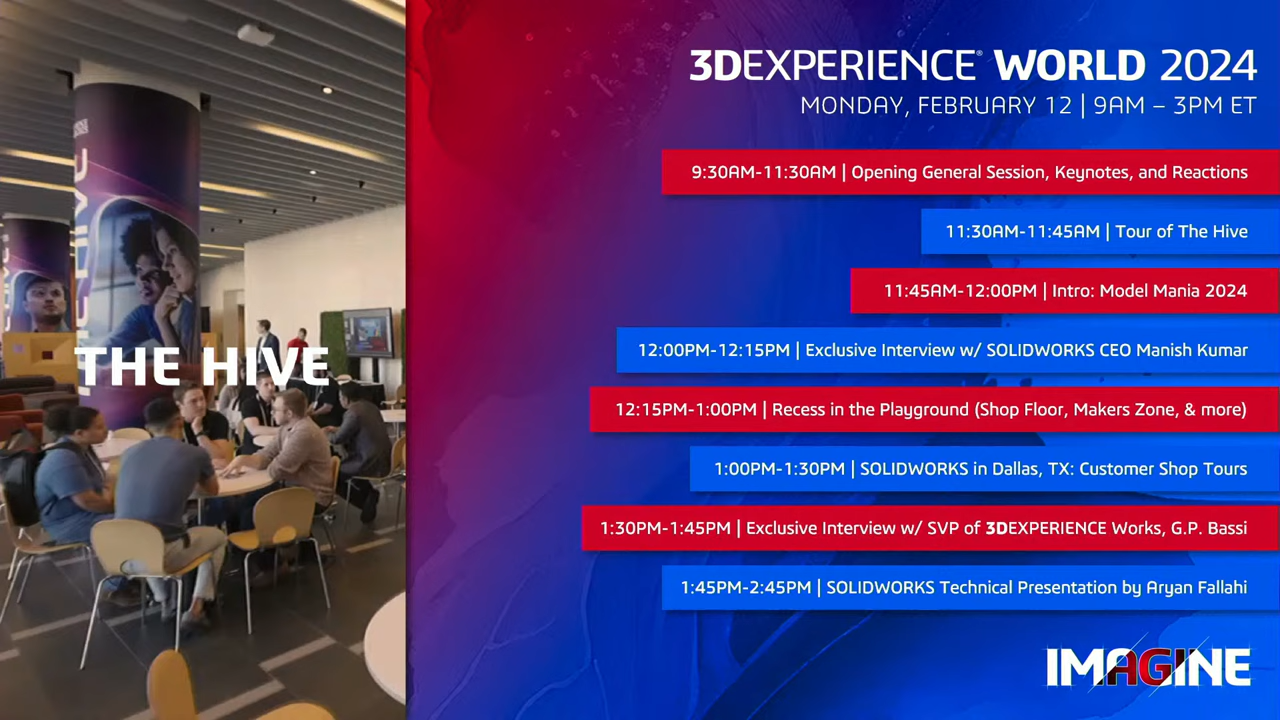 THE HIVE
3DEXPERIENCE® WORLD 2024
MONDAY, FEBRUARY 12 | 9AM – 3PM ET
9:30AM-11:30AM | Opening General Session, Keynotes, and Reactions
11:30AM-11:45AM | Tour of The Hive
11:45AM-12:00PM | Intro: Model Mania 2024
12:00PM-12:15PM | Exclusive Interview w/ SOLIDWORKS CEO Manish Kumar
12:15PM-1:00PM | Recess in the Playground (Shop Floor, Makers Zone, & more)
1:00PM-1:30PM | SOLIDWORKS in Dallas, TX: Customer Shop Tours
1:30PM-1:45PM | Exclusive Interview w/ SVP of 3DEXPERIENCE Works, G.P. Bassi
1:45PM-2:45PM | SOLIDWORKS Technical Presentation by Aryan Fallahi
IMAGINE